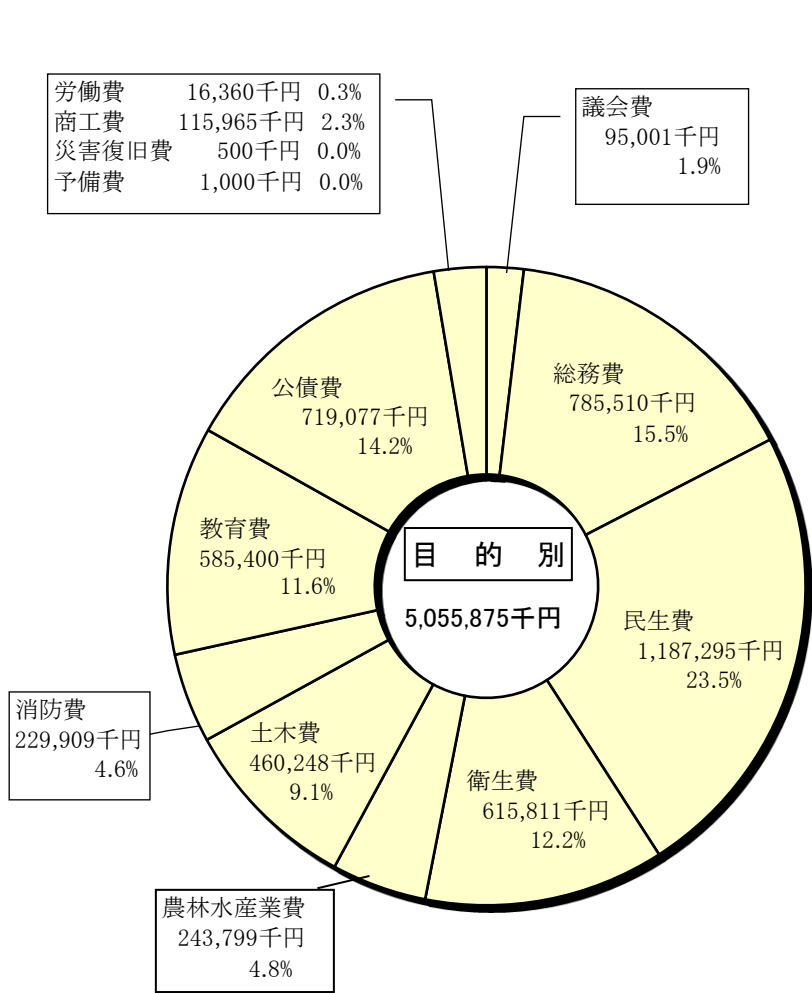 労働費 16,360千円 0.3%
商工費 115,965千円 2.3%
災害復旧費 500千円 0.0%
予備費 1,000千円 0.0%
議会費
95,001千円
1.9%
総務費
785,510千円
15.5%
民生費
1,187,295千円
23.5%
衛生費
615,811千円
12.2%
農林水産業費
243,799千円
4.8%
土木費
460,248千円
9.1%
消防費
229,909千円
4.6%
教育費
585,400千円
11.6%
公債費
719,077千円
14.2%
目 的 別
5,055,875千円